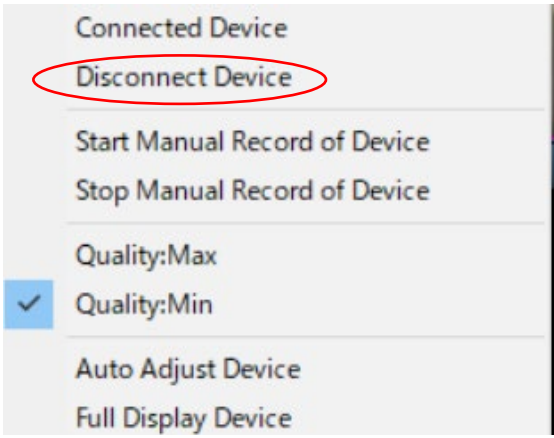 Connected Device
Disconnect Device
Start Manual Record of Device
Stop Manual Record of Device
Quality:Max
Quality:Min
Auto Adjust Device
Full Display Device